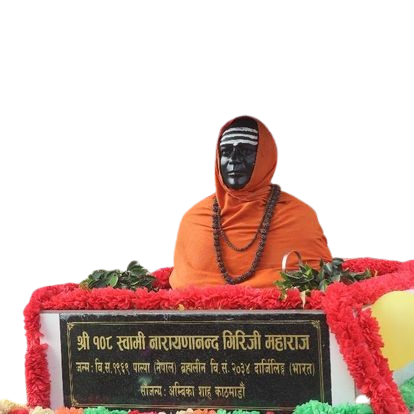 श्री १०८ स्वामी नारायणानन्द गिरिजी महाराज
जन्म: वि.सं.१९६९ पाल्पा (नेपाल) ब्रह्मलीन वि. सं. २०३४ दार्जिलिङ्ग (भारत)
सौजन्य: अम्बिका शाह काठमाडौँ